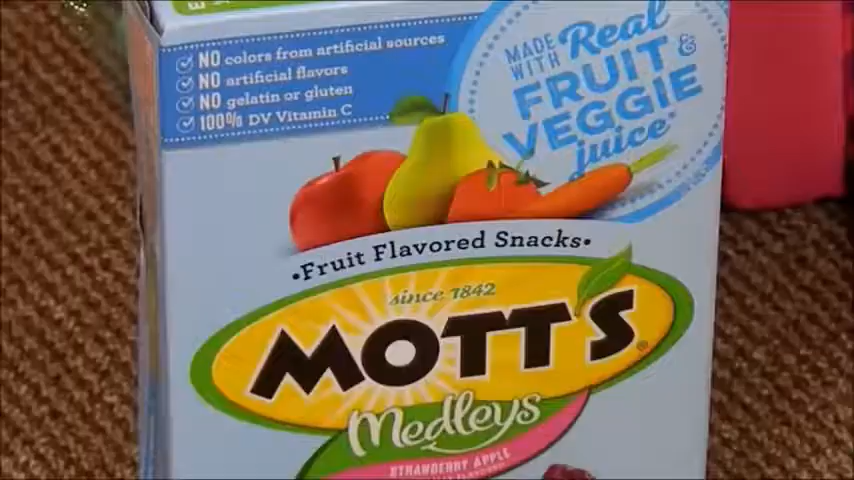 NO colors from artificial sources
NO artificial flavors
NO gelatin or gluten
100% DV Vitamin C
MADE WITH Real
FRUIT &
VEGGIE
juice
•Fruit Flavored Snacks•
since 1842
MOTT'S®
Medleys
STRAWBERRY APPLE